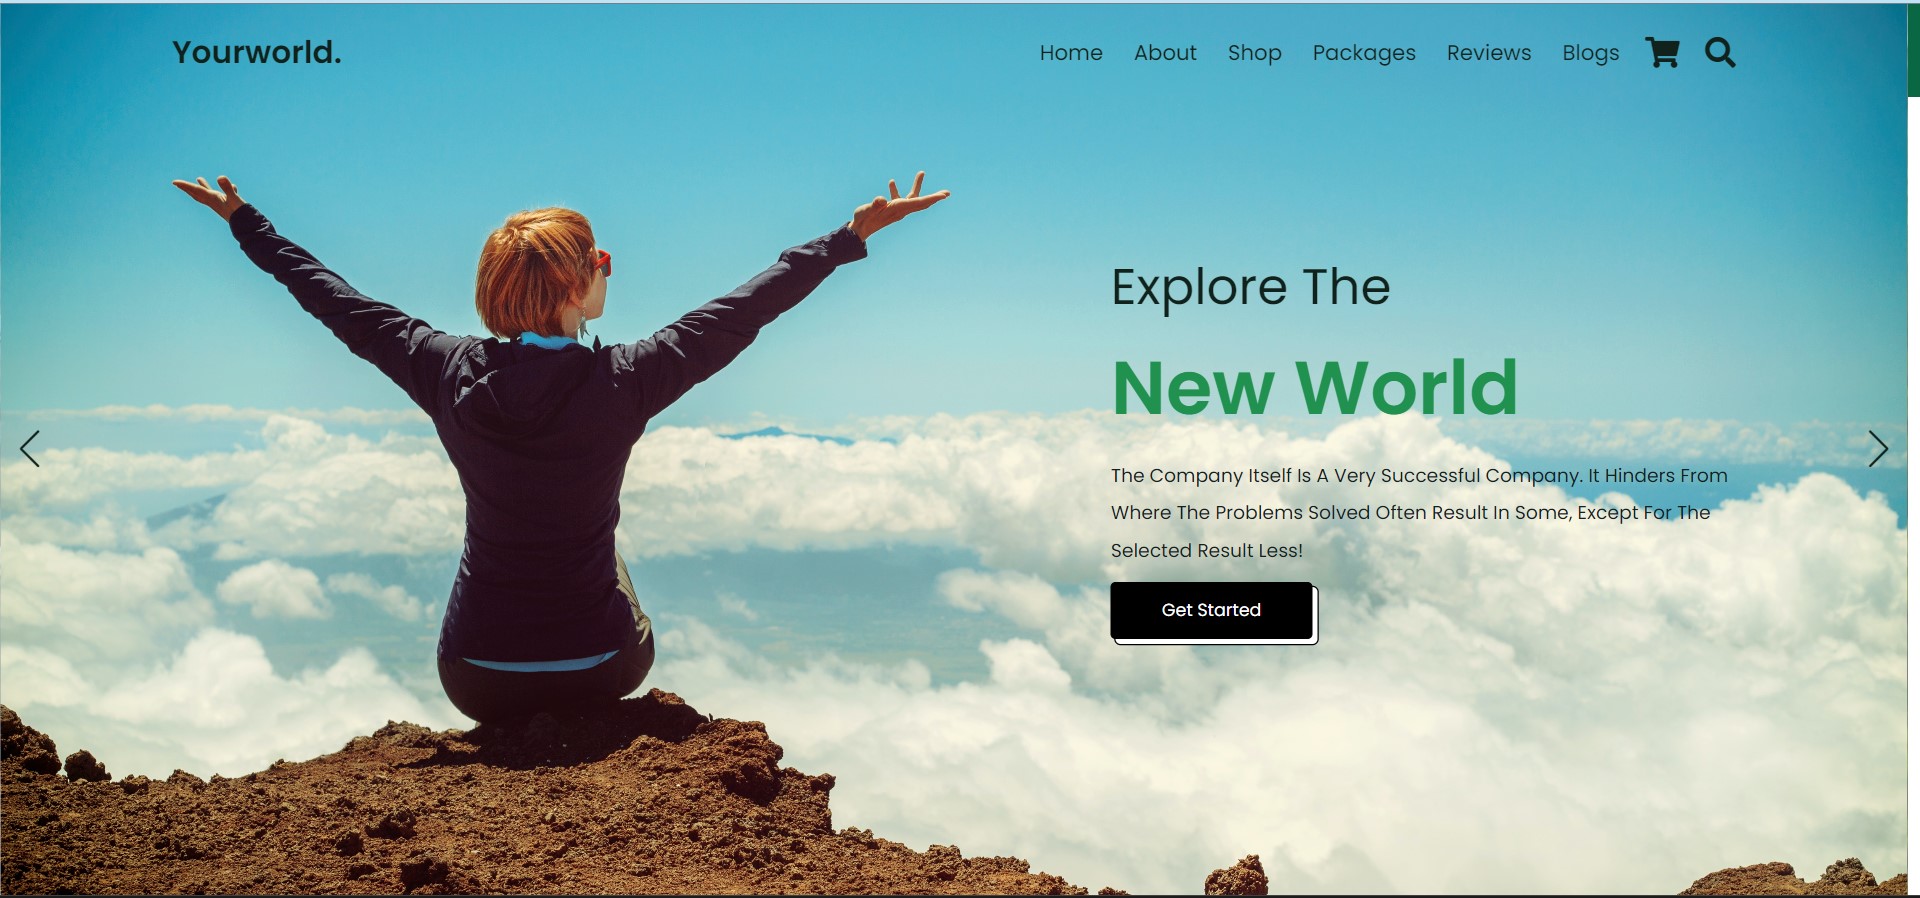 Yourworld.
Home About Shop Packages Reviews Blogs
Explore The
New World
The Company Itself Is A Very Successful Company. It Hinders From
Where The Problems Solved Often Result In Some, Except For The
Selected Result Less!
Get Started